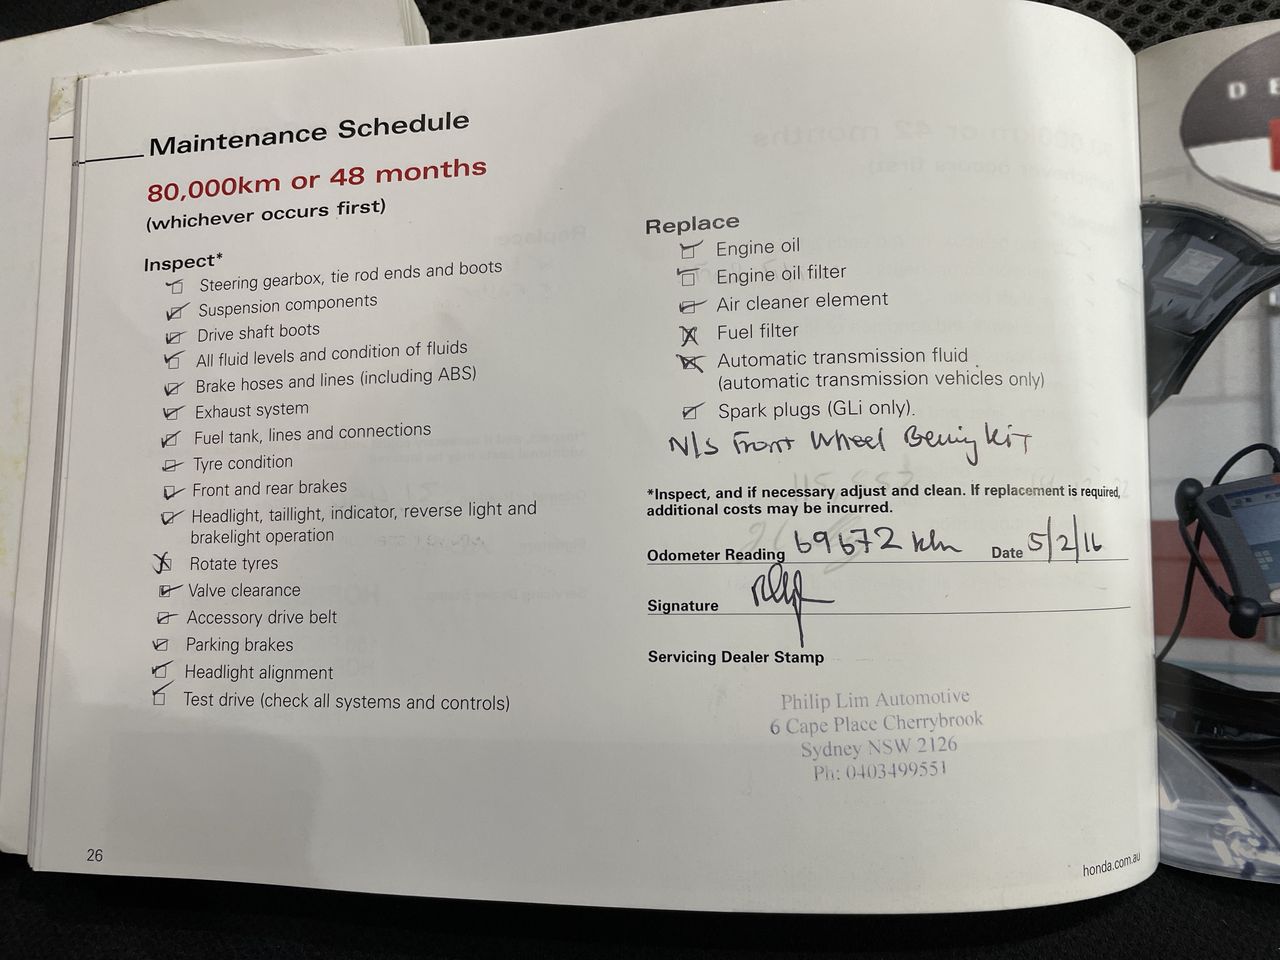 Maintenance Schedule
80,000km or 48 months
(whichever occurs first)
Inspect*
Steering gearbox, tie rod ends and boots
Suspension components
Drive shaft boots
All fluid levels and condition of fluids
Brake hoses and lines (including ABS)
Exhaust system
Fuel tank, lines and connections
Tyre condition
Front and rear brakes
Headlight, taillight, indicator, reverse light and
brakelight operation
Rotate tyres
Valve clearance
Accessory drive belt
Parking brakes
Headlight alignment
Test drive (check all systems and controls)
Replace
Engine oil
Engine oil filter
Air cleaner element
Fuel filter
Automatic transmission fluid
(automatic transmission vehicles only)
Spark plugs (GLi only).
N/S Front Wheel Bering Kit
*Inspect, and if necessary adjust and clean. If replacement is required,
additional costs may be incurred.
Odometer Reading 69672 km Date 5/2/16
Signature
Servicing Dealer Stamp
Philip Lim Automotive
6 Cape Place Cherrybrook
Sydney NSW 2126
Ph: 0403499551
26
honda.com.au
D E